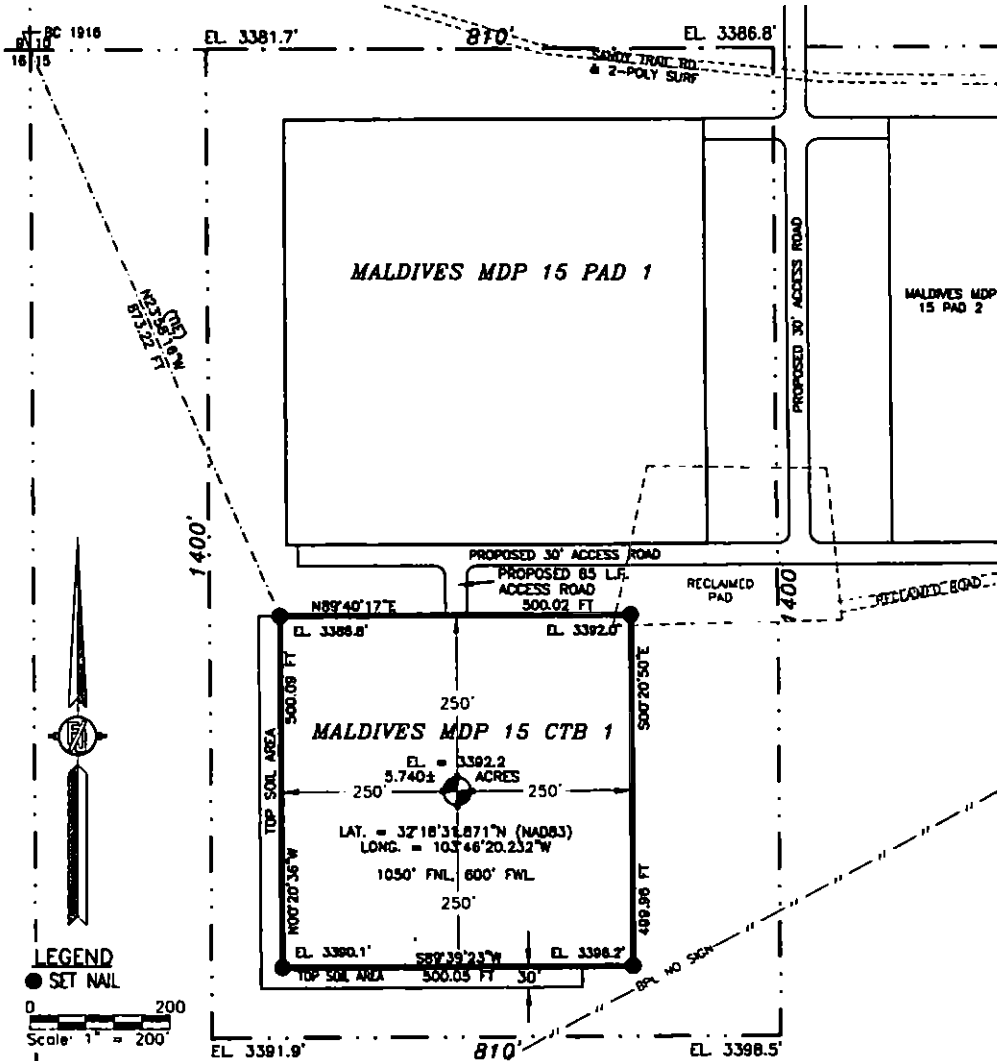 BC 1916
9 10
16 15
EL. 3381.7'
810'
EL. 3386.8'
SANDY TRAIL RD
& 2-POLY SURF
MALDIVES MDP 15 PAD 1
PROPOSED 30' ACCESS ROAD
MALDIVES MDP
15 PAD 2
(TIE)
N23°58'16"W
873.22 FT
1400'
PROPOSED 30' ACCESS ROAD
PROPOSED 85 L.F.
ACCESS ROAD
RECLAIMED
PAD
1400'
RECLAIMED ROAD
N89°40'17"E
500.02 FT
EL. 3388.8'
EL. 3392.0'
500.09 FT
N00°20'36"W
S00°20'50"E
499.96 FT
TOP SOIL AREA
250'
MALDIVES MDP 15 CTB 1
EL. = 3392.2
5.740± ACRES
250'
250'
LAT. = 32°18'31.871"N (NAD83)
LONG. = 103°46'20.232"W
1050' FNL, 600' FWL
250'
EL. 3390.1'
S89°39'23"W
EL. 3396.2'
TOP SOIL AREA
500.05 FT
30'
BPL NO SIGN
LEGEND
SET NAIL
0 200
Scale: 1" = 200'
EL. 3391.9'
810'
EL. 3398.5'